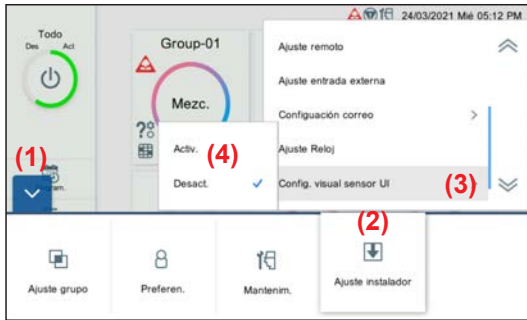 24/03/2021 Mié 05:12 PM
Todo
Des Act
Group-01
Mezc.
Ajuste remoto
Ajuste entrada externa
Configuación correo
Ajuste Reloj
Config. visual sensor UI
(3)
Activ.
(4)
Desact.
(1)
(2)
Ajuste grupo
Preferen.
Mantenim.
Ajuste instalador